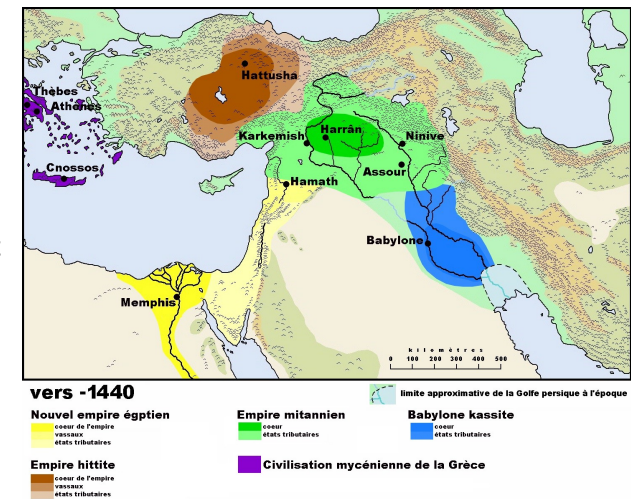 Thèbes
Athènes
Cnossos
Hattusha
Karkemish
Harrân
Ninive
Assour
Hamath
Babylone
Memphis
kilomètres
0 100 200 300 400 500
vers -1440
limite approximative de la Golfe persique à l'époque
Nouvel empire égptien
coeur de l'empire
vassaux
états tributaires
Empire mitannien
coeur
états tributaires
Babylone kassite
coeur
états tributaires
Empire hittite
coeur de l'empire
vassaux
états tributaires
Civilisation mycénienne de la Grèce